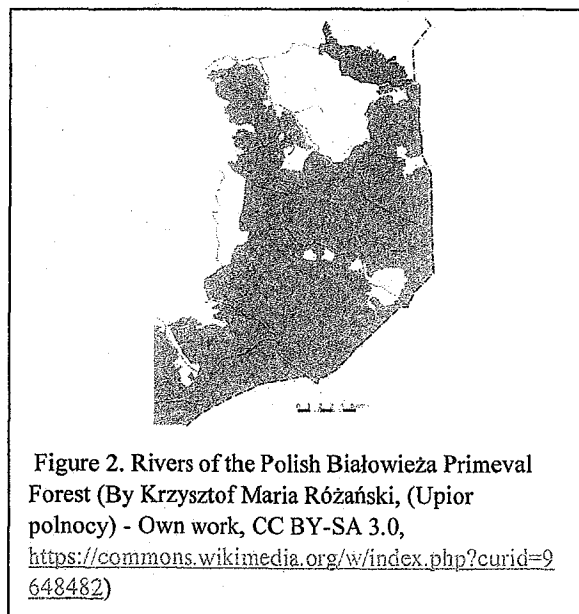 Figure 2. Rivers of the Polish Białowieża Primeval
Forest (By Krzysztof Maria Różański, (Upior
polnocy) - Own work, CC BY-SA 3.0,
https://commons.wikimedia.org/w/index.php?curid=9
648482)